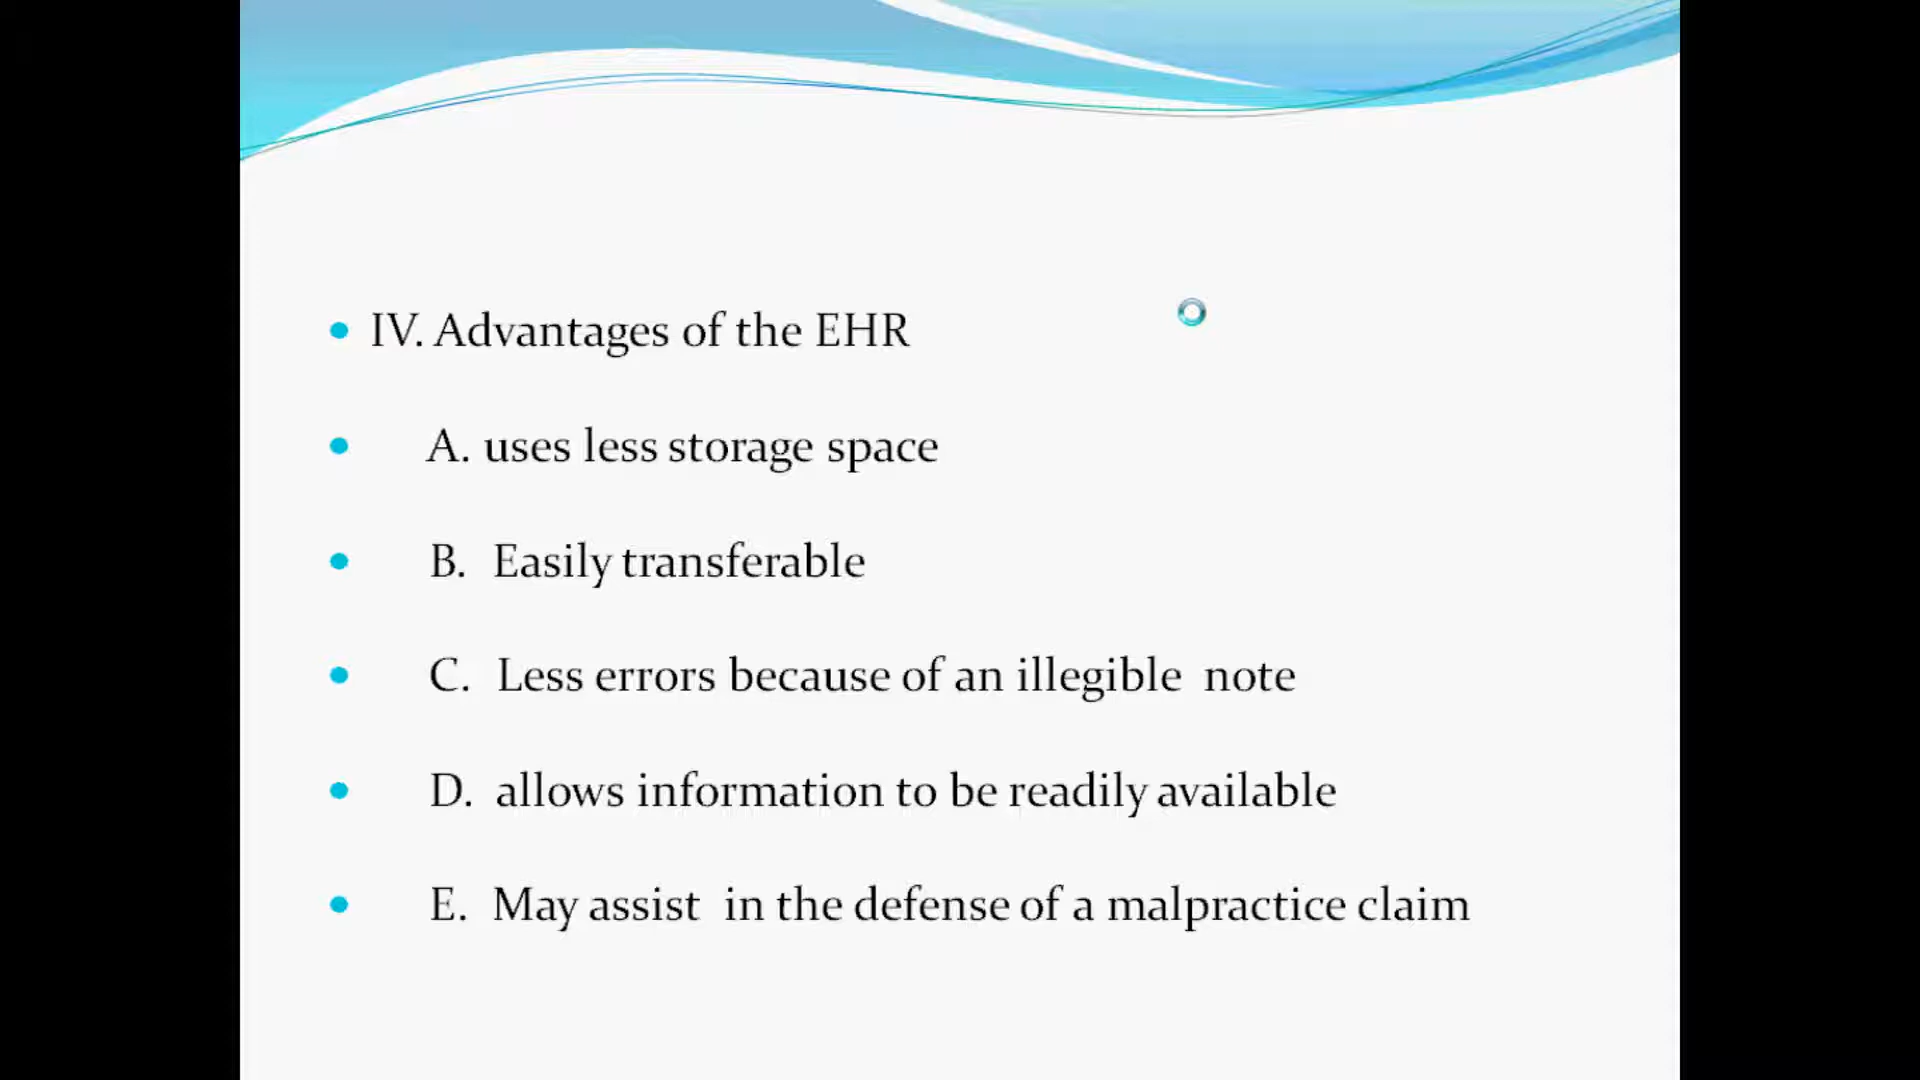 • IV. Advantages of the EHR
• A. uses less storage space
• B. Easily transferable
• C. Less errors because of an illegible note
• D. allows information to be readily available
• E. May assist in the defense of a malpractice claim